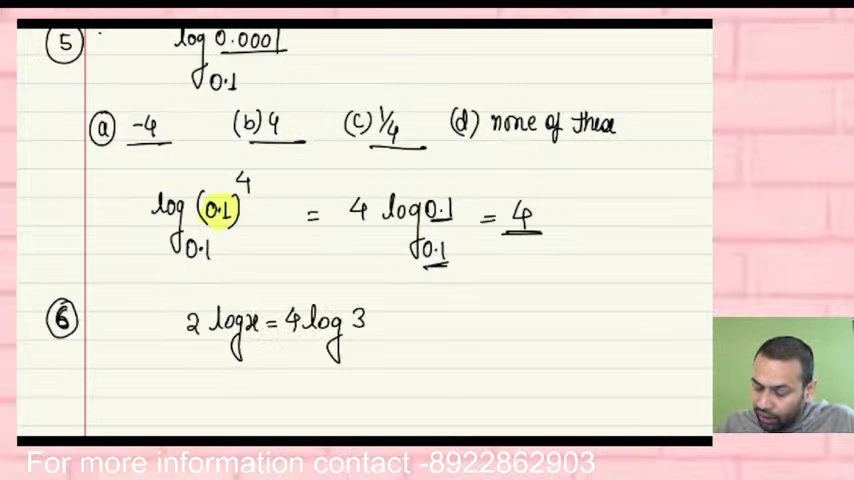 5 log 0.0001
0.1
(a) -4 (b) 4 (c) 1/4 (d) none of these
log (0.1)^4 = 4 log 0.1 = 4
0.1 0.1
6 2 log x = 4 log 3
For more information contact -8922862903